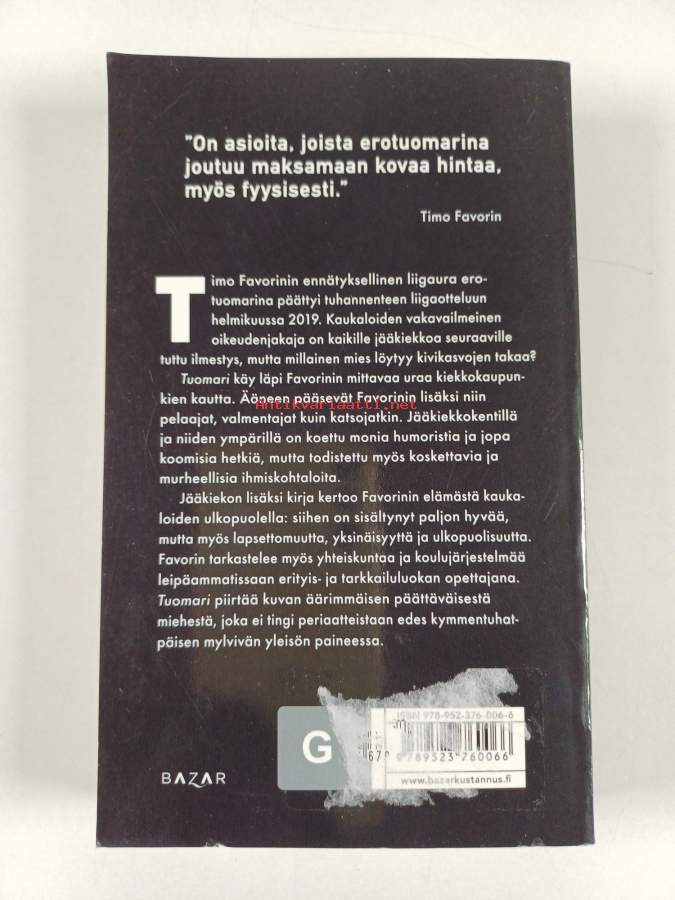 "On asioita, joista erotuomarina
joutuu maksamaan kovaa hintaa,
myös fyysisesti."
Timo Favorin
Timo Favorinin ennätyksellinen liigaura ero-
tuomarina päättyi tuhannenteen liigaotteluun
helmikuussa 2019. Kaukaloiden vakavailmeinen
oikeudenjakaja on kaikille jääkiekkoa seuraaville
tuttu ilmestys, mutta millainen mies löytyy kivikasvojen takaa?
Tuomari käy läpi Favorinin mittavaa uraa kiekkokaupun-
kien kautta. Ääneen pääsevät Favorinin lisäksi niin
Antikvariaatti.net
pelaajat, valmentajat kuin katsojatkin. Jääkiekkokentillä
ja niiden ympärillä on koettu monia humoristia ja jopa
koomisia hetkiä, mutta todistettu myös koskettavia ja
murheellisia ihmiskohtaloita.
Jääkiekon lisäksi kirja kertoo Favorinin elämästä kauka-
loiden ulkopuolella: siihen on sisältynyt paljon hyvää,
mutta myös lapsettomuutta, yksinäisyyttä ja ulkopuolisuutta.
Favorin tarkastelee myös yhteiskuntaa ja koulujärjestelmää
leipäammatissaan erityis- ja tarkkailuluokan opettajana.
Tuomari piirtää kuvan äärimmäisen päättäväisestä
miehestä, joka ei tingi periaatteistaan edes kymmentuhat-
päisen mylvivän yleisön paineessa.
ISBN 978-952-376-006-6
G
9789523760066
BAZAR
www.bazarkustannus.fi